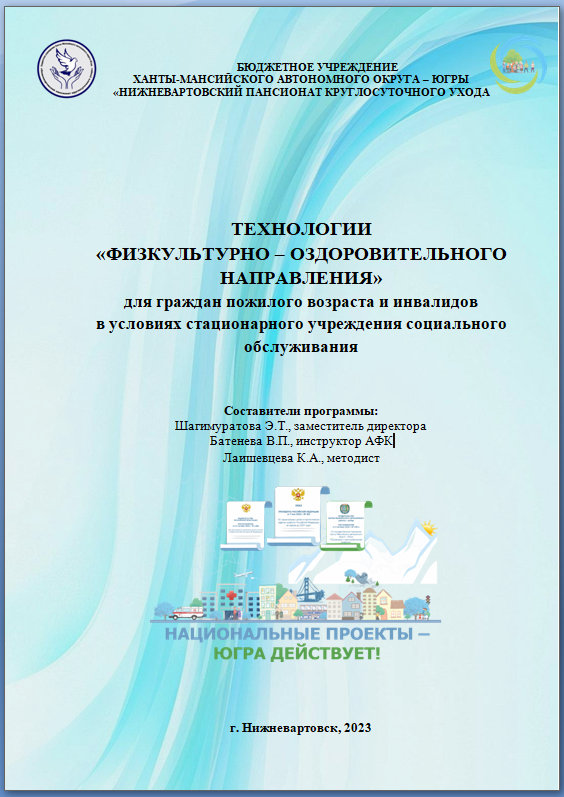 БЮДЖЕТНОЕ УЧРЕЖДЕНИЕ
ХАНТЫ-МАНСИЙСКОГО АВТОНОМНОГО ОКРУГА – ЮГРЫ
«НИЖНЕВАРТОВСКИЙ ПАНСИОНАТ КРУГЛОСУТОЧНОГО УХОДА
ТЕХНОЛОГИИ
«ФИЗКУЛЬТУРНО – ОЗДОРОВИТЕЛЬНОГО
НАПРАВЛЕНИЯ»
для граждан пожилого возраста и инвалидов
в условиях стационарного учреждения социального
обслуживания
Составители программы:
Шагимуратова Э.Т., заместитель директора
Батенева В.П., инструктор АФК
Лаишевцева К.А., методист
НАЦИОНАЛЬНЫЕ ПРОЕКТЫ –
ЮГРА ДЕЙСТВУЕТ!
г. Нижневартовск, 2023